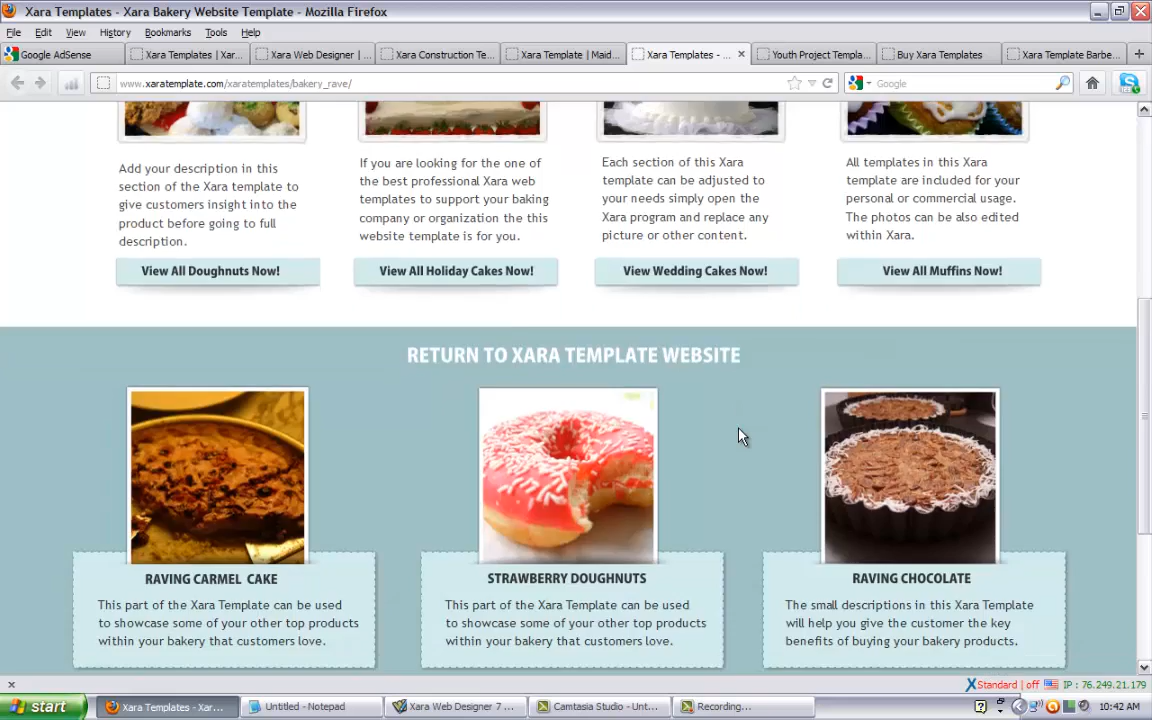 Xara Templates - Xara Bakery Website Template - Mozilla Firefox
File Edit View History Bookmarks Tools Help
Google AdSense
Xara Templates | Xar...
Xara Web Designer | ...
Xara Construction Te...
Xara Template | Maid...
Xara Templates - ...
Youth Project Templa...
Buy Xara Templates
Xara Template Barbe...
www.xaratemplate.com/xaratemplates/bakery_rave/
Google
Add your description in this
section of the Xara template to
give customers insight into the
product before going to full
description.
View All Doughnuts Now!
If you are looking for the one of
the best professional Xara web
templates to support your baking
company or organization the this
website template is for you.
View All Holiday Cakes Now!
Each section of this Xara
template can be adjusted to
your needs simply open the
Xara program and replace any
picture or other content.
View Wedding Cakes Now!
All templates in this Xara
template are included for your
personal or commercial usage.
The photos can be also edited
within Xara.
View All Muffins Now!
RETURN TO XARA TEMPLATE WEBSITE
RAVING CARMEL CAKE
This part of the Xara Template can be used
to showcase some of your other top products
within your bakery that customers love.
STRAWBERRY DOUGHNUTS
This part of the Xara Template can be used
to showcase some of your other top products
within your bakery that customers love.
RAVING CHOCOLATE
The small descriptions in this Xara Template
will help you give the customer the key
benefits of buying your bakery products.
Standard | off IP : 76.249.21.179
start
Xara Templates - Xar...
Untitled - Notepad
Xara Web Designer 7 ...
Camtasia Studio - Unt...
Recording...
10:42 AM